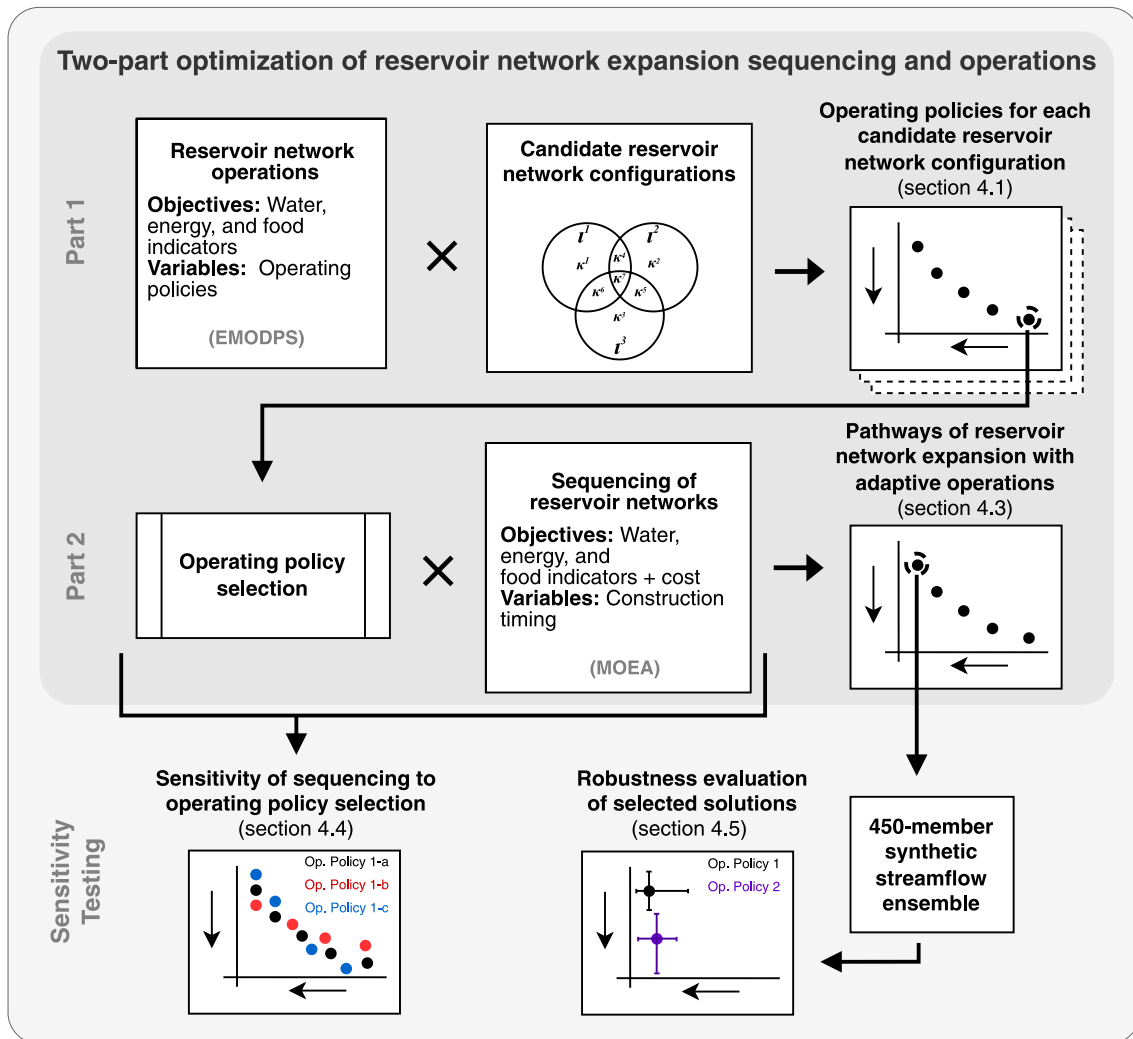 Two-part optimization of reservoir network expansion sequencing and operations
Part 1
Reservoir network
operations
Objectives: Water,
energy, and food
indicators
Variables: Operating
policies
(EMODPS)
×
Candidate reservoir
network configurations
l¹
l²
κ¹
κ⁴
κ²
κ⁷
κ⁶
κ⁵
κ³
l³
Operating policies for each
candidate reservoir
network configuration
(section 4.1)
Part 2
Operating policy
selection
×
Sequencing of
reservoir networks
Objectives: Water,
energy, and
food indicators + cost
Variables: Construction
timing
(MOEA)
Pathways of reservoir
network expansion with
adaptive operations
(section 4.3)
Sensitivity
Testing
Sensitivity of sequencing to
operating policy selection
(section 4.4)
Op. Policy 1-a
Op. Policy 1-b
Op. Policy 1-c
Robustness evaluation
of selected solutions
(section 4.5)
Op. Policy 1
Op. Policy 2
450-member
synthetic
streamflow
ensemble